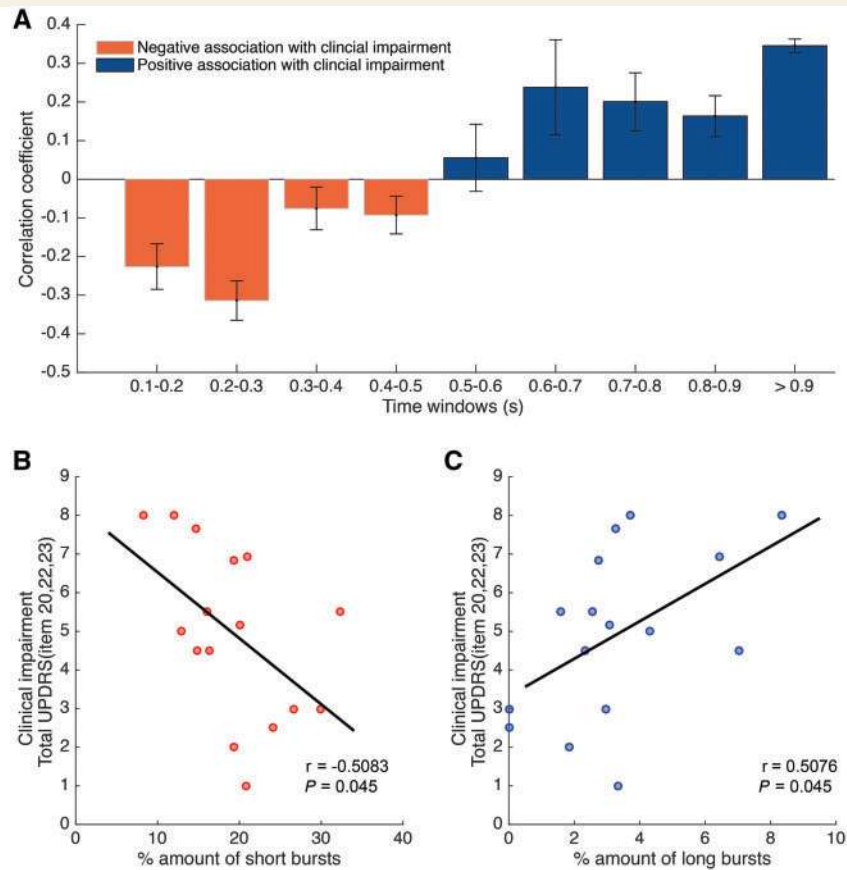 A
0.4
0.3
0.2
0.1
0
-0.1
-0.2
-0.3
-0.4
-0.5
Correlation coefficient
Negative association with clincial impairment
Positive association with clincial impairment
0.1-0.2 0.2-0.3 0.3-0.4 0.4-0.5 0.5-0.6 0.6-0.7 0.7-0.8 0.8-0.9 > 0.9
Time windows (s)
B
9
8
7
6
5
4
3
2
1
0
Clinical impairment
Total UPDRS(item 20,22,23)
r = -0.5083
P = 0.045
0 10 20 30 40
% amount of short bursts
C
9
8
7
6
5
4
3
2
1
0
Clinical impairment
Total UPDRS(item 20,22,23)
r = 0.5076
P = 0.045
0 2 4 6 8 10
% amount of long bursts